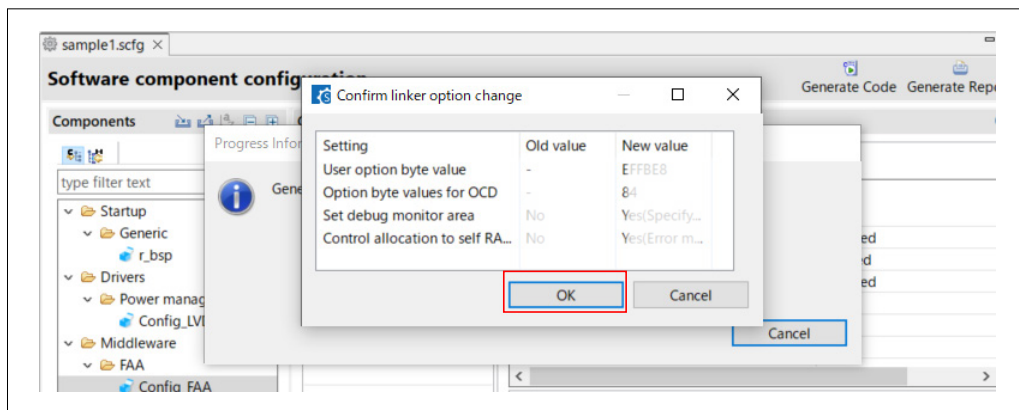 sample1.scfg
Software component configuration
Generate Code Generate Rep
Components
type filter text
Startup
Generic
r_bsp
Drivers
Power manag
Config_LV
Middleware
FAA
Config_FAA
Progress Infor
Gene
Confirm linker option change
Setting Old value New value
User option byte value - EFFBE8
Option byte values for OCD - 84
Set debug monitor area No Yes(Specify...
Control allocation to self RA... No Yes(Error m...
OK Cancel
Cancel
ed
ed
ed